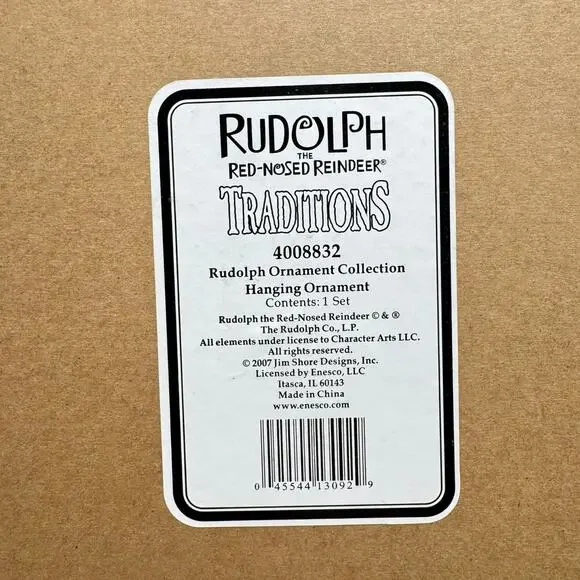 RUDOLPH
THE
RED-NOSED REINDEER®
TRADITIONS
4008832
Rudolph Ornament Collection
Hanging Ornament
Contents: 1 Set
Rudolph the Red-Nosed Reindeer © & ®
The Rudolph Co., L.P.
All elements under license to Character Arts LLC.
All rights reserved.
© 2007 Jim Shore Designs, Inc.
Licensed by Enesco, LLC
Itasca, IL 60143
Made in China
www.enesco.com
0 45544 13092 9